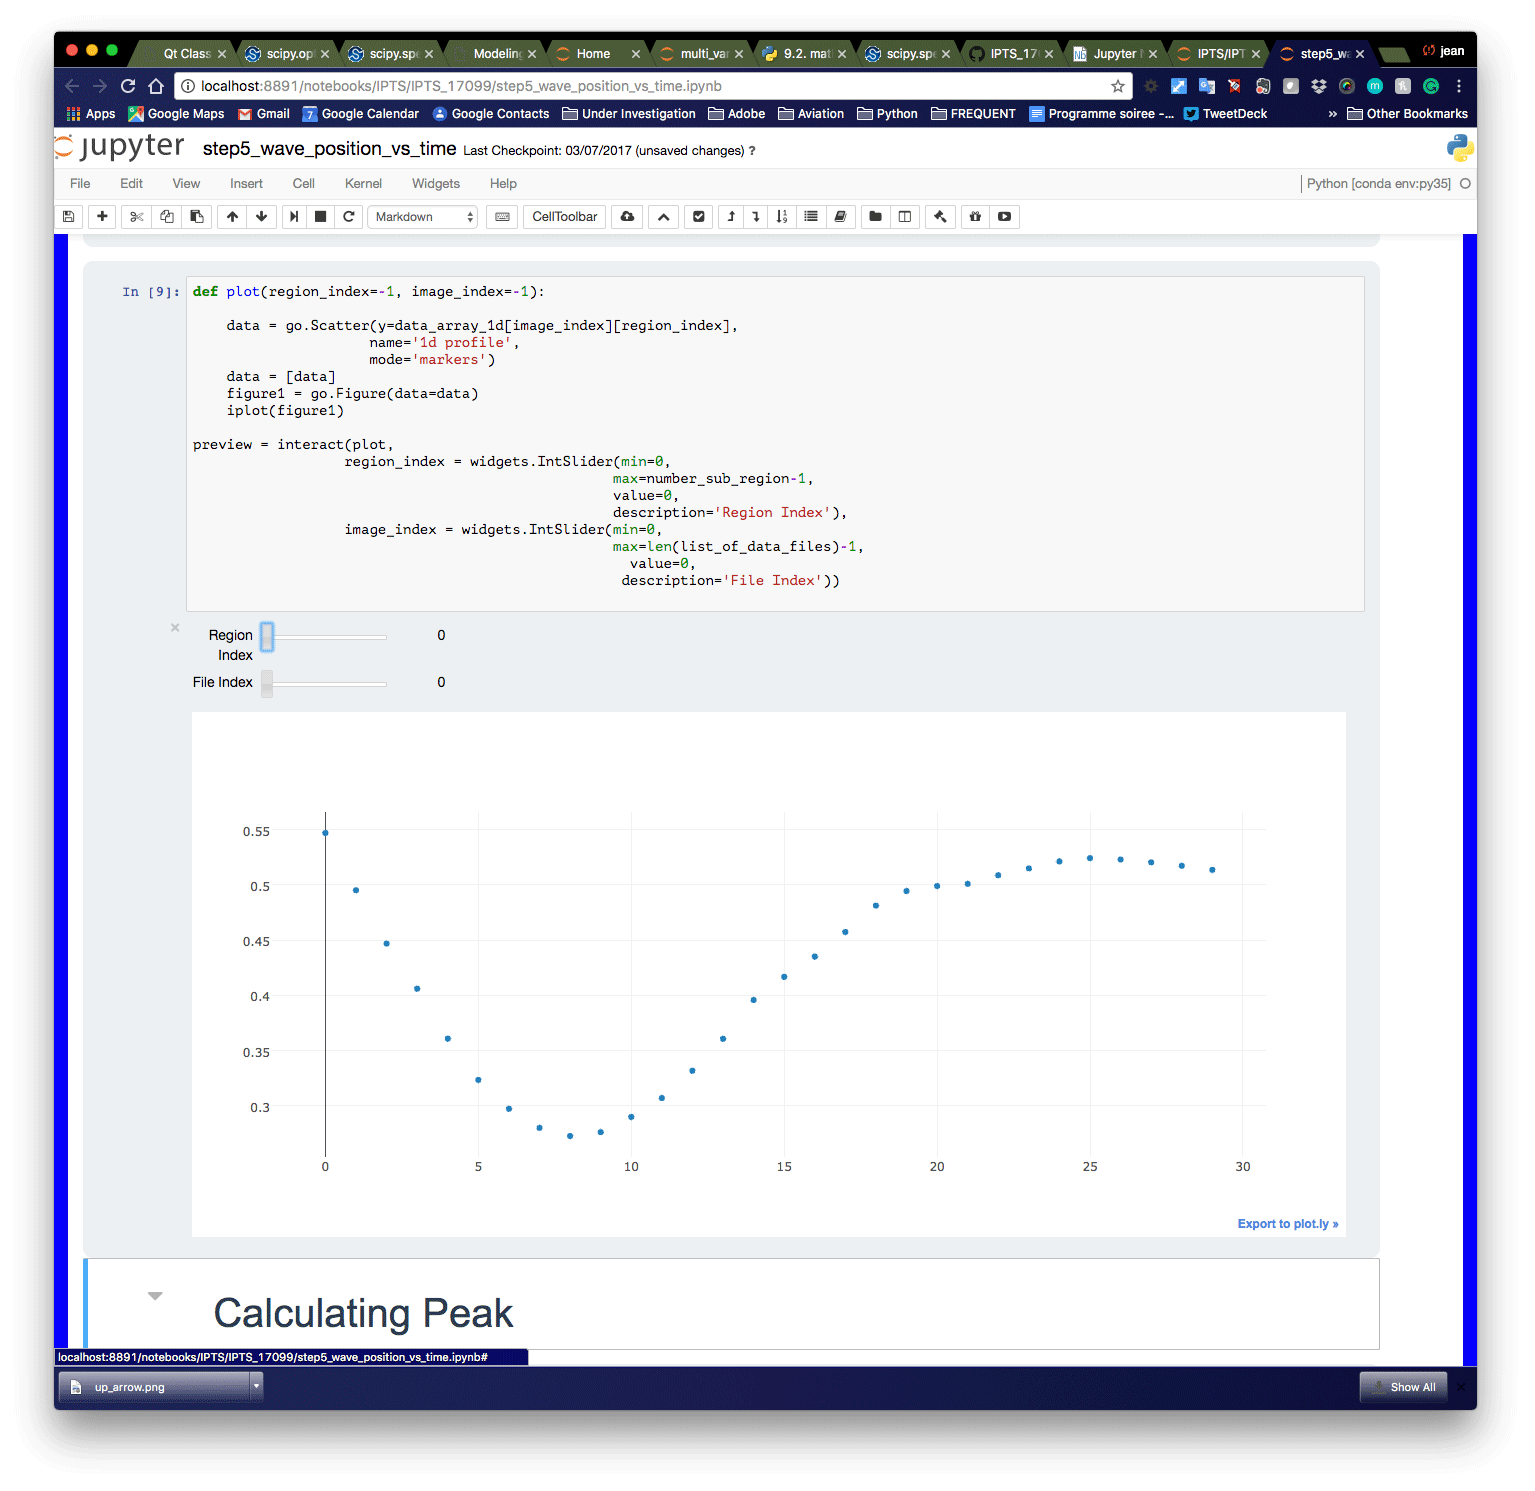 Qt Class
scipy.op
scipy.sp
Modeling
Home
multi_va
9.2. mat
scipy.sp
IPTS_17
Jupyter
IPTS/IPT
step5_w
jean
localhost:8891/notebooks/IPTS/IPTS_17099/step5_wave_position_vs_time.ipynb
Apps Google Maps Gmail Google Calendar Google Contacts Under Investigation Adobe Aviation Python FREQUENT Programme soiree -... TweetDeck » Other Bookmarks
jupyter step5_wave_position_vs_time Last Checkpoint: 03/07/2017 (unsaved changes) ?
File Edit View Insert Cell Kernel Widgets Help Python [conda env:py35]
Markdown CellToolbar
In [9]: def plot(region_index=-1, image_index=-1):
data = go.Scatter(y=data_array_1d[image_index][region_index],
name='1d profile',
mode='markers')
data = [data]
figure1 = go.Figure(data=data)
iplot(figure1)
preview = interact(plot,
region_index = widgets.IntSlider(min=0,
max=number_sub_region-1,
value=0,
description='Region Index'),
image_index = widgets.IntSlider(min=0,
max=len(list_of_data_files)-1,
value=0,
description='File Index'))
Region Index 0
File Index 0
0.55
0.5
0.45
0.4
0.35
0.3
0 5 10 15 20 25 30
Export to plot.ly »
Calculating Peak
localhost:8891/notebooks/IPTS/IPTS_17099/step5_wave_position_vs_time.ipynb#
up_arrow.png
Show All